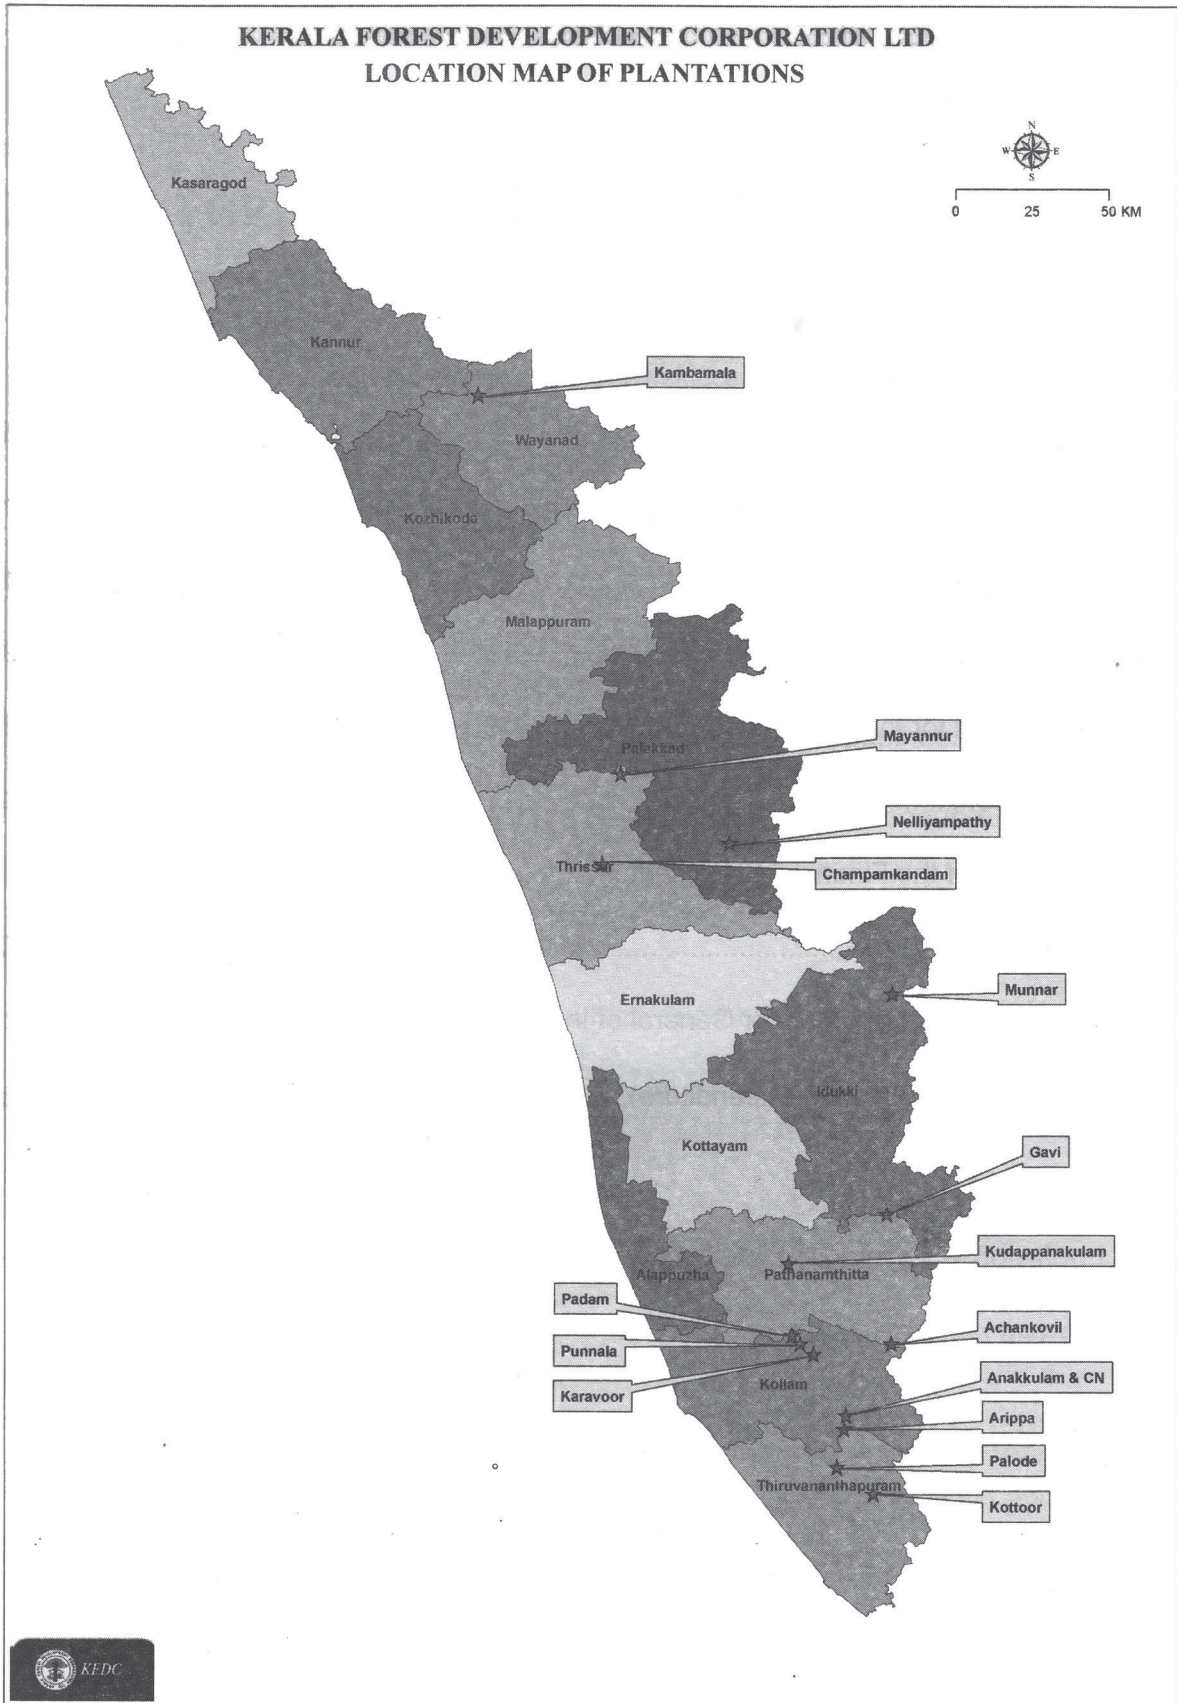 KERALA FOREST DEVELOPMENT CORPORATION LTD
LOCATION MAP OF PLANTATIONS
N
W E
S
0 25 50 KM
Kasaragod
Kannur
Kambamala
Wayanad
Kozhikode
Malappuram
Mayannur
Palakkad
Nelliyampathy
Thrissur
Champamkandam
Munnar
Ernakulam
Idukki
Kottayam
Gavi
Kudappanakulam
Alappuzha
Pathanamthitta
Padam
Achankovil
Punnala
Anakkulam & CN
Kollam
Karavoor
Arippa
Palode
Thiruvananthapuram
Kottoor
KFDC